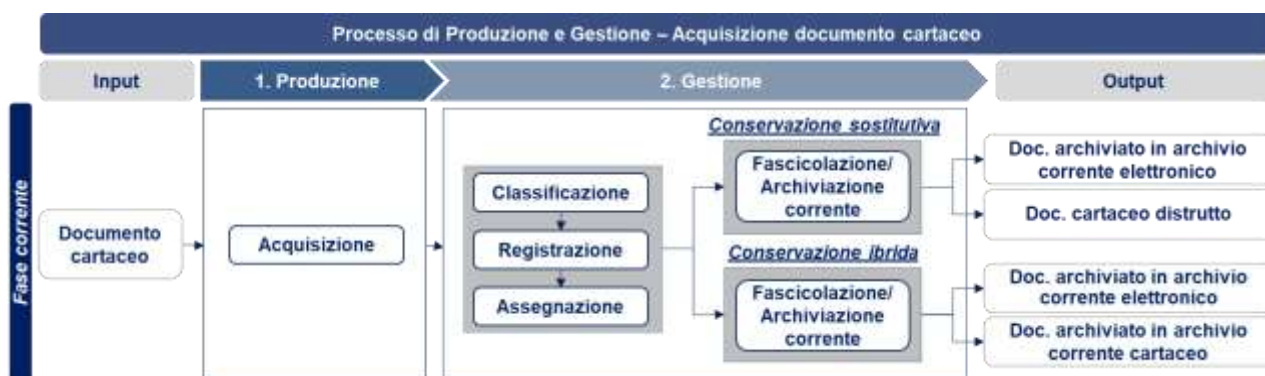 Processo di Produzione e Gestione – Acquisizione documento cartaceo
Input
1. Produzione
2. Gestione
Output
Fase corrente
Documento
cartaceo
Acquisizione
Classificazione
Registrazione
Assegnazione
Conservazione sostitutiva
Fascicolazione/
Archiviazione
corrente
Conservazione ibrida
Fascicolazione/
Archiviazione
corrente
Doc. archiviato in archivio
corrente elettronico
Doc. cartaceo distrutto
Doc. archiviato in archivio
corrente elettronico
Doc. archiviato in archivio
corrente cartaceo